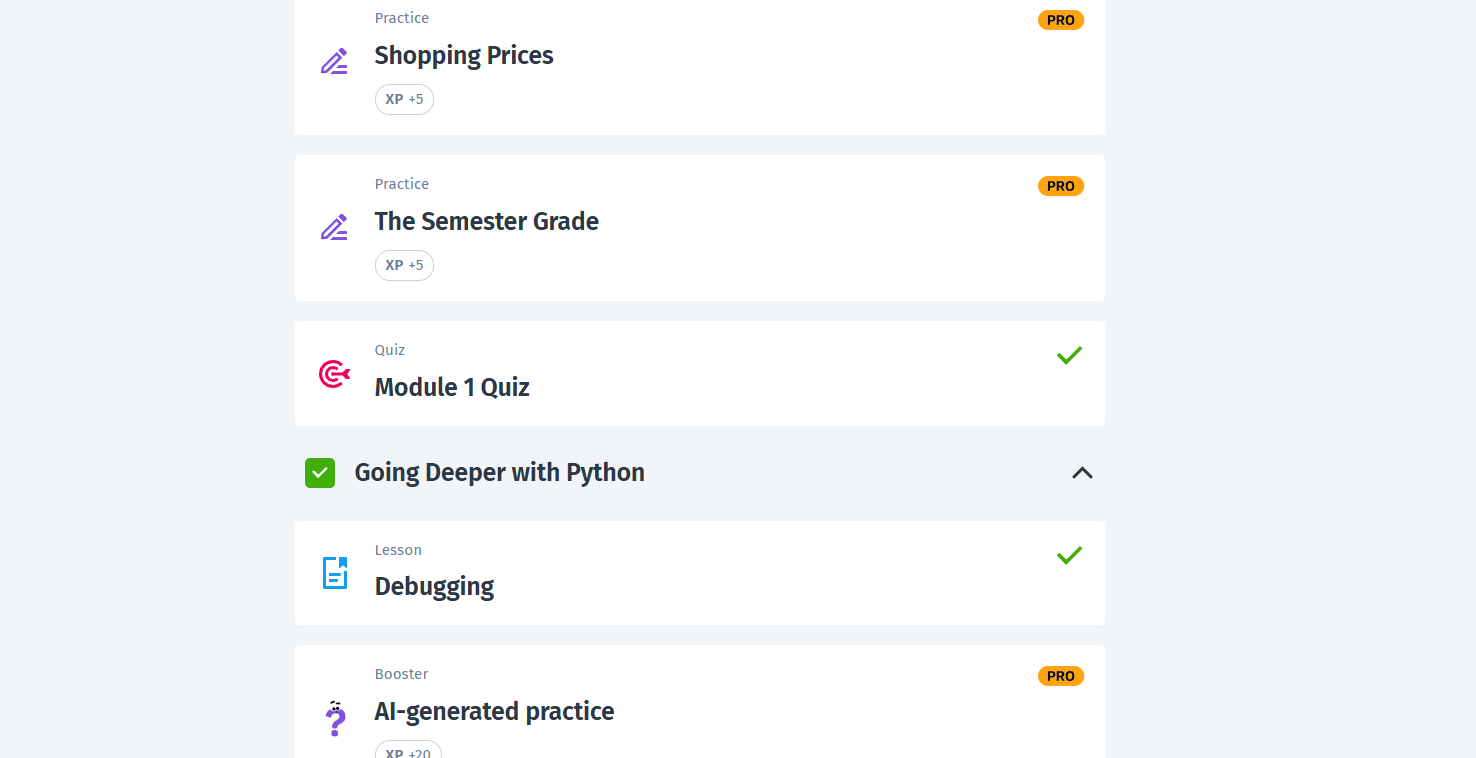 Practice
PRO
Shopping Prices
XP +5
Practice
PRO
The Semester Grade
XP +5
Quiz
Module 1 Quiz
Going Deeper with Python
Lesson
Debugging
Booster
PRO
AI-generated practice
XP +20